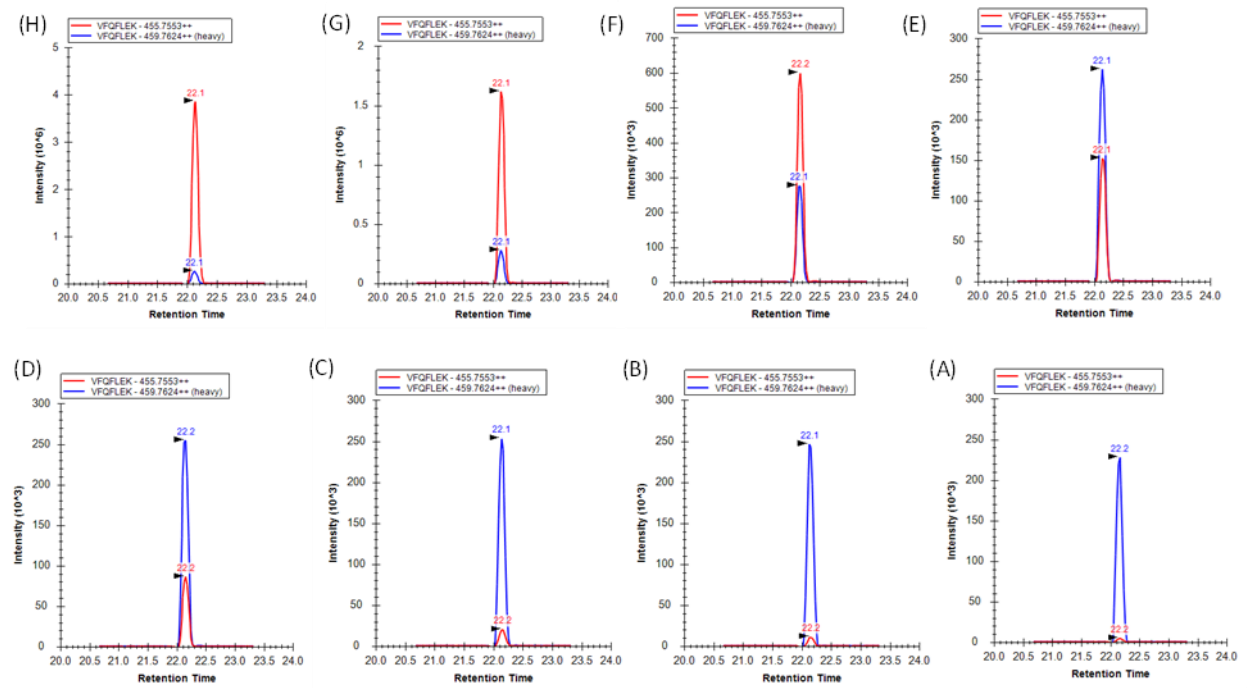 (H)
VFQFLEK - 455.7553++
VFQFLEK - 459.7624++ (heavy)
6
5
4
3
2
1
0
Intensity (10^6)
22.1
22.1
20.0 20.5 21.0 21.5 22.0 22.5 23.0 23.5 24.0
Retention Time
(G)
VFQFLEK - 455.7553++
VFQFLEK - 459.7624++ (heavy)
2
1.5
1
0.5
0
Intensity (10^6)
22.1
22.1
20.0 20.5 21.0 21.5 22.0 22.5 23.0 23.5 24.0
Retention Time
(F)
VFQFLEK - 455.7553++
VFQFLEK - 459.7624++ (heavy)
700
600
500
400
300
200
100
0
Intensity (10^3)
22.2
22.1
20.0 20.5 21.0 21.5 22.0 22.5 23.0 23.5 24.0
Retention Time
(E)
VFQFLEK - 455.7553++
VFQFLEK - 459.7624++ (heavy)
300
250
200
150
100
50
0
Intensity (10^3)
22.1
22.1
20.0 20.5 21.0 21.5 22.0 22.5 23.0 23.5 24.0
Retention Time
(D)
VFQFLEK - 455.7553++
VFQFLEK - 459.7624++ (heavy)
300
250
200
150
100
50
0
Intensity (10^3)
22.2
22.2
20.0 20.5 21.0 21.5 22.0 22.5 23.0 23.5 24.0
Retention Time
(C)
VFQFLEK - 455.7553++
VFQFLEK - 459.7624++ (heavy)
300
250
200
150
100
50
0
Intensity (10^3)
22.1
22.2
20.0 20.5 21.0 21.5 22.0 22.5 23.0 23.5 24.0
Retention Time
(B)
VFQFLEK - 455.7553++
VFQFLEK - 459.7624++ (heavy)
300
250
200
150
100
50
0
Intensity (10^3)
22.1
22.2
20.0 20.5 21.0 21.5 22.0 22.5 23.0 23.5 24.0
Retention Time
(A)
VFQFLEK - 455.7553++
VFQFLEK - 459.7624++ (heavy)
300
250
200
150
100
50
0
Intensity (10^3)
22.2
22.2
20.0 20.5 21.0 21.5 22.0 22.5 23.0 23.5 24.0
Retention Time